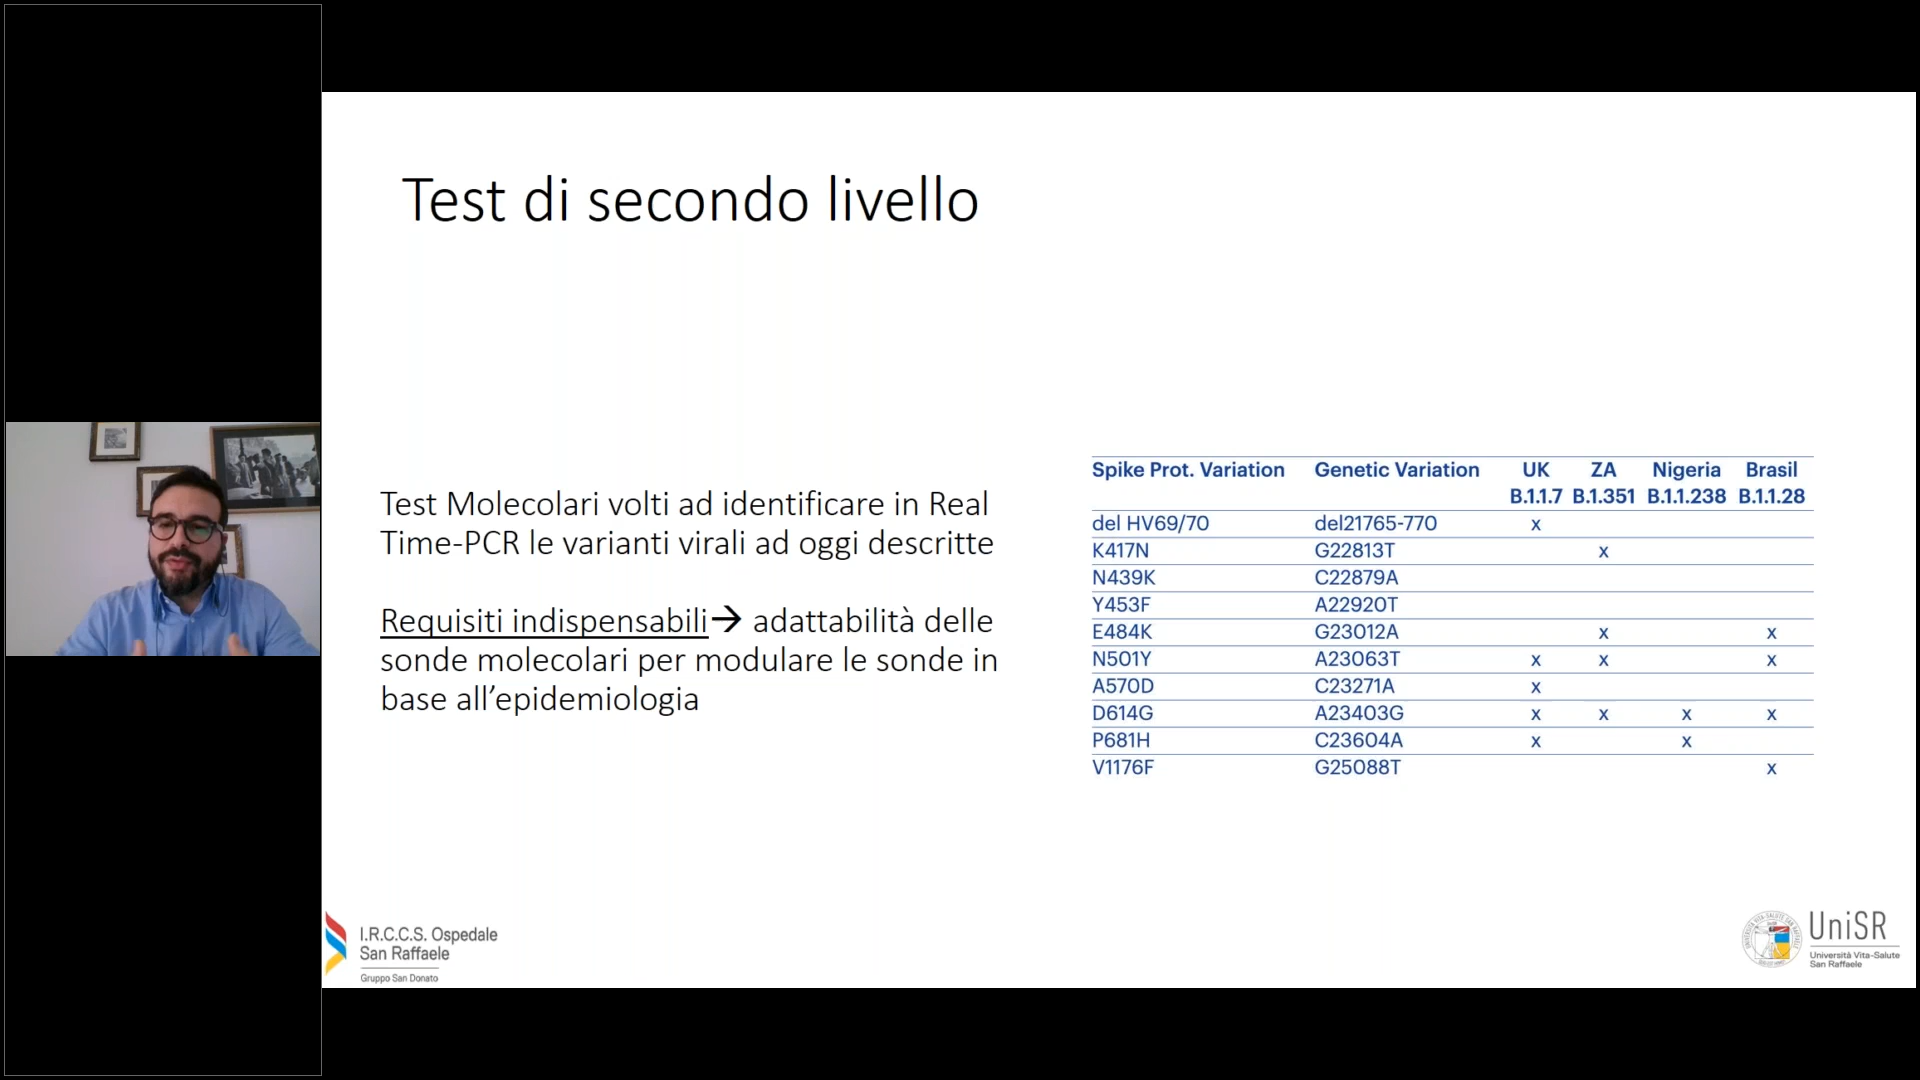 Test di secondo livello
Test Molecolari volti ad identificare in Real
Time-PCR le varianti virali ad oggi descritte
Requisiti indispensabili→ adattabilità delle
sonde molecolari per modulare le sonde in
base all’epidemiologia
Spike Prot. Variation Genetic Variation UK ZA Nigeria Brasil
B.1.1.7 B.1.351 B.1.1.238 B.1.1.28
del HV69/70 del21765-770 x
K417N G22813T x
N439K C22879A
Y453F A22920T
E484K G23012A x x
N501Y A23063T x x x
A570D C23271A x
D614G A23403G x x x x
P681H C23604A x x
V1176F G25088T x
I.R.C.C.S. Ospedale
San Raffaele
Gruppo San Donato
UniSR
Università Vita-Salute
San Raffaele